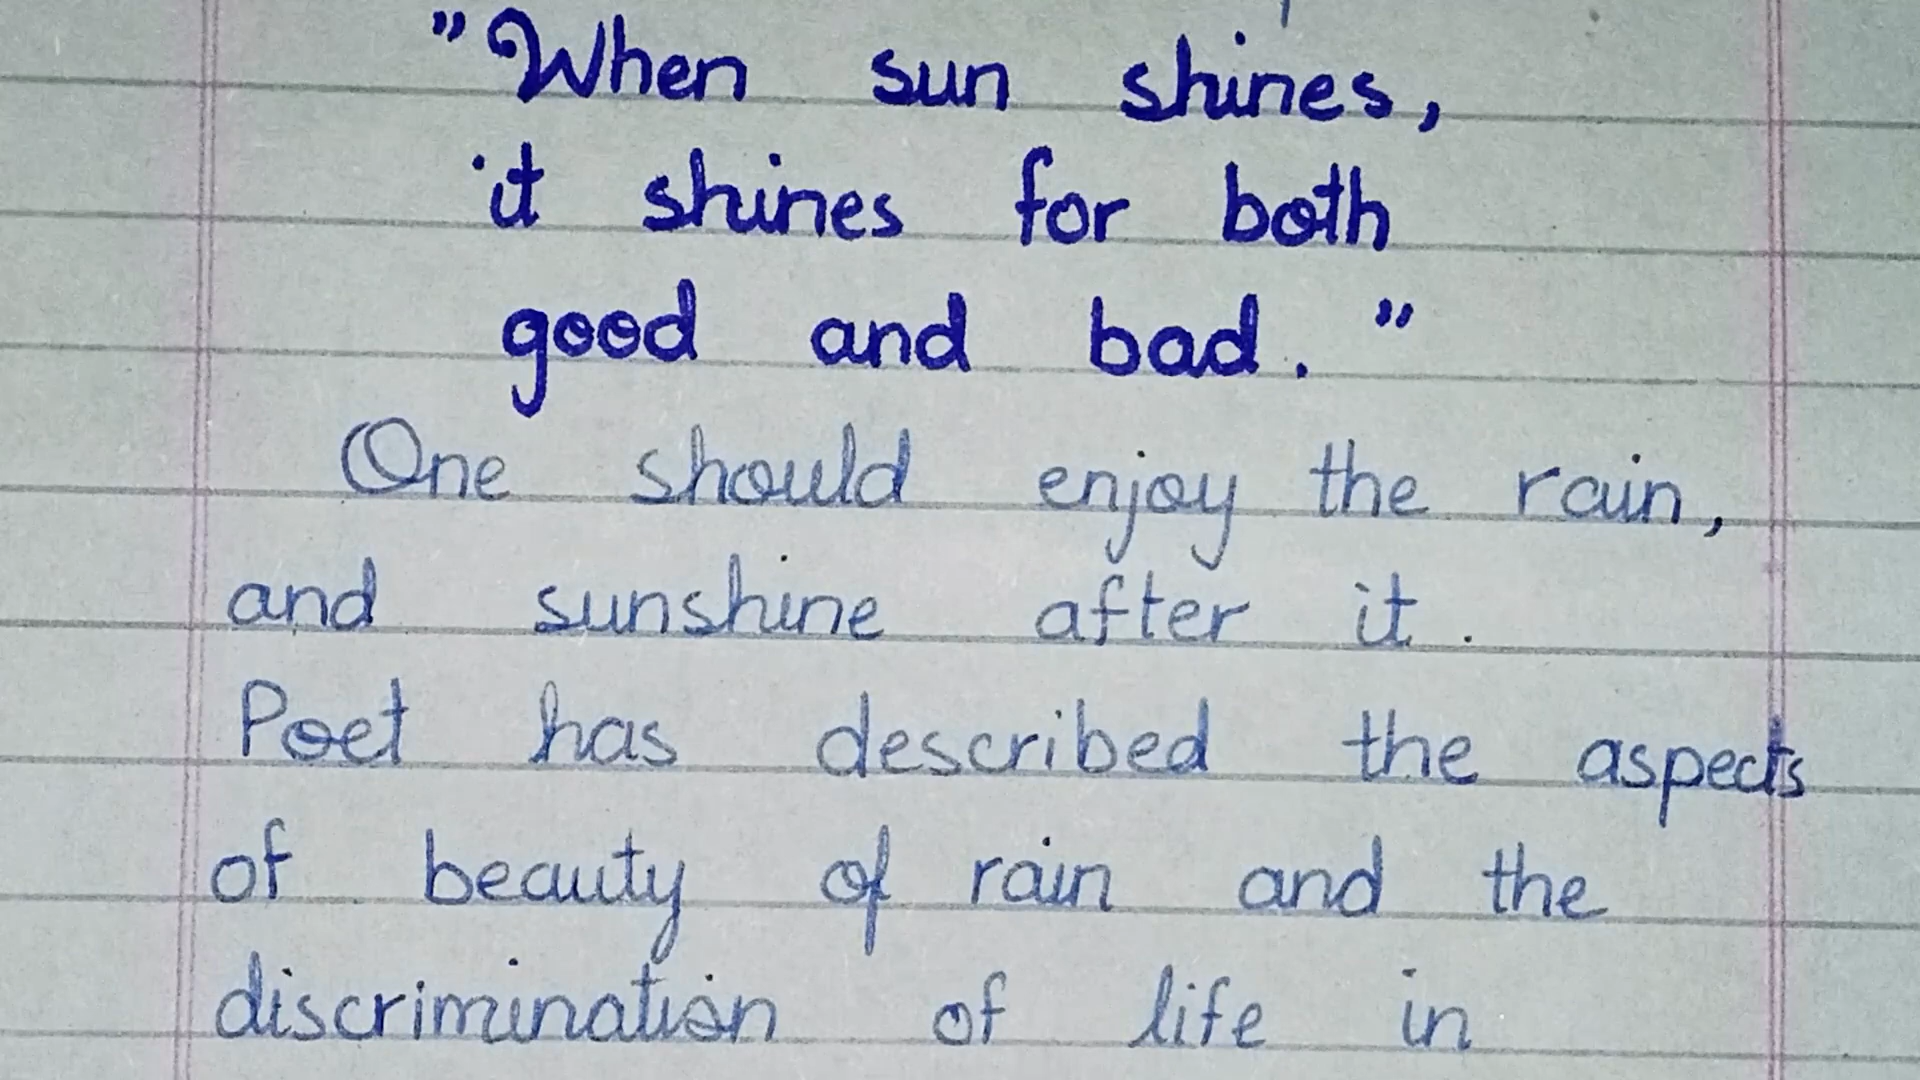 "When sun shines,
it shines for both
good and bad."
One should enjoy the rain,
and sunshine after it.
Poet has described the aspects
of beauty of rain and the
discrimination of life in